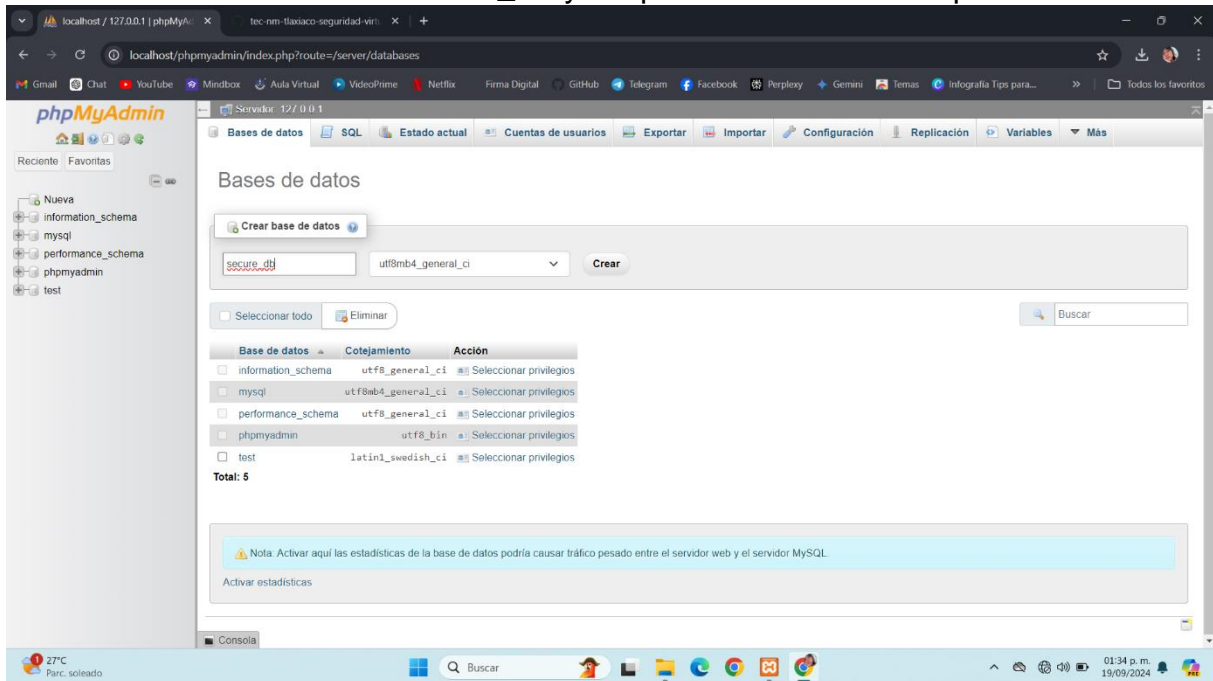 localhost / 127.0.0.1 | phpMyAd
tec-nm-tlaxiaco-seguridad-virtu
localhost/phpmyadmin/index.php?route=/server/databases
Gmail Chat YouTube Mindbox Aula Virtual VideoPrime Netflix Firma Digital GitHub Telegram Facebook Perplexy Gemini Temas Infografía Tips para... » Todos los favoritos
phpMyAdmin
Reciente Favoritas
Nueva
information_schema
mysql
performance_schema
phpmyadmin
test
Servidor: 127.0.0.1
Bases de datos SQL Estado actual Cuentas de usuarios Exportar Importar Configuración Replicación Variables Más
Bases de datos
Crear base de datos
secure_db utf8mb4_general_ci Crear
Seleccionar todo Eliminar Buscar
Base de datos Cotejamiento Acción
information_schema utf8_general_ci Seleccionar privilegios
mysql utf8mb4_general_ci Seleccionar privilegios
performance_schema utf8_general_ci Seleccionar privilegios
phpmyadmin utf8_bin Seleccionar privilegios
test latin1_swedish_ci Seleccionar privilegios
Total: 5
Nota: Activar aquí las estadísticas de la base de datos podría causar tráfico pesado entre el servidor web y el servidor MySQL.
Activar estadísticas
Consola
1
27°C
Parc. soleado
Buscar
01:34 p. m.
19/09/2024
PRE